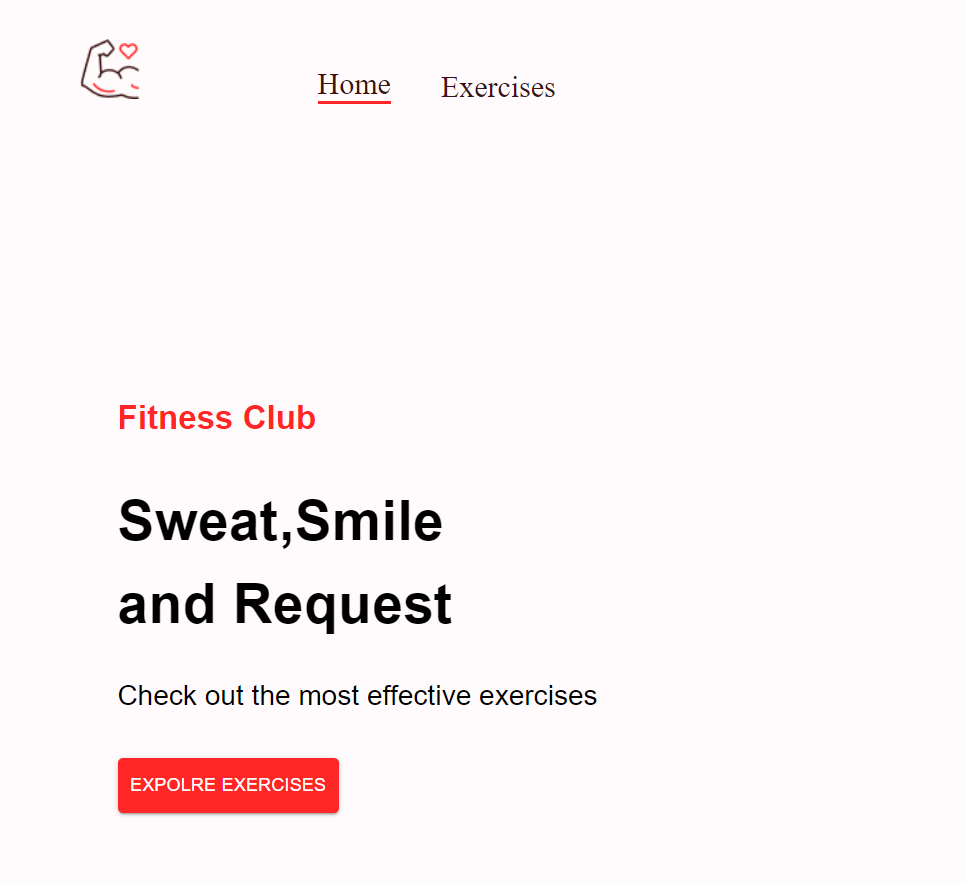 Home Exercises
Fitness Club
Sweat,Smile
and Request
Check out the most effective exercises
EXPOLRE EXERCISES